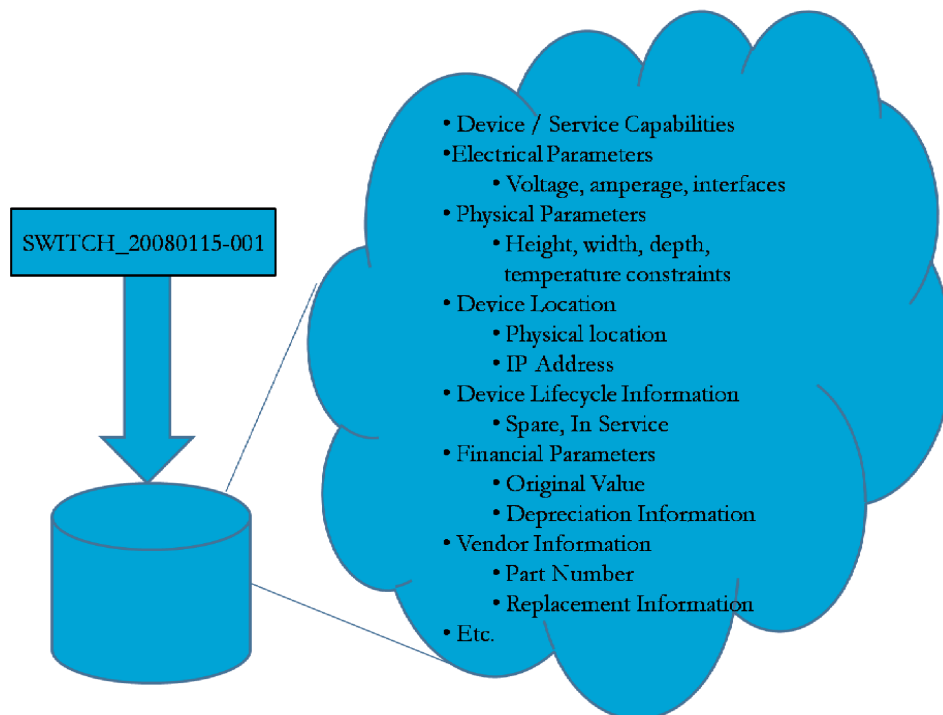 SWITCH_20080115-001
• Device / Service Capabilities
•Electrical Parameters
• Voltage, amperage, interfaces
• Physical Parameters
• Height, width, depth,
temperature constraints
• Device Location
• Physical location
• IP Address
• Device Lifecycle Information
• Spare, In Service
• Financial Parameters
• Original Value
• Depreciation Information
• Vendor Information
• Part Number
• Replacement Information
• Etc.